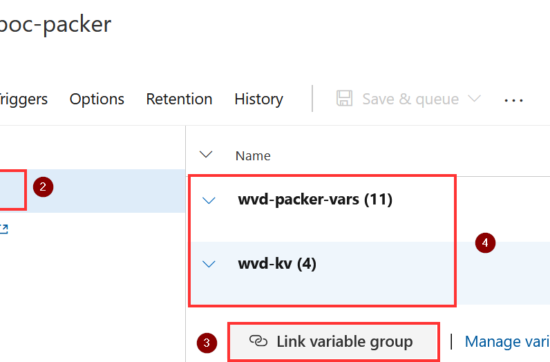 poc-packer
Triggers Options Retention History Save & queue ...
2
Name
wvd-packer-vars (11)
4
wvd-kv (4)
3 Link variable group | Manage vari